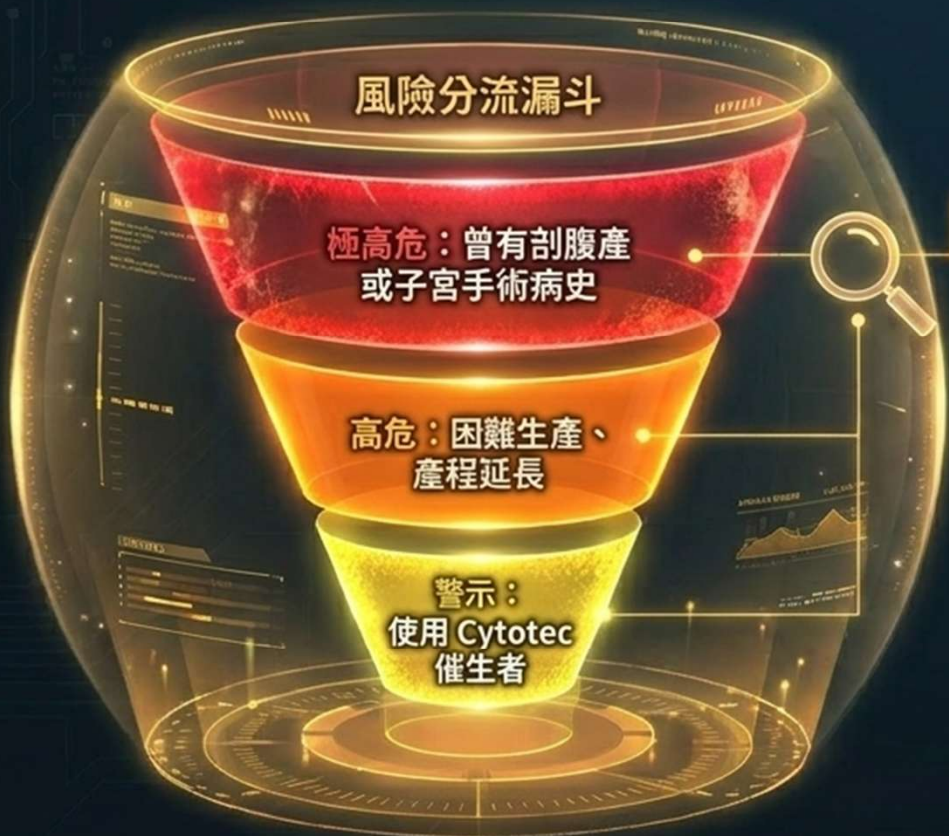 風險分流漏斗
極高危：曾有剖腹產
或子宮手術病史
高危：困難生產、
產程延長
警示：
使用 Cytotec
催生者